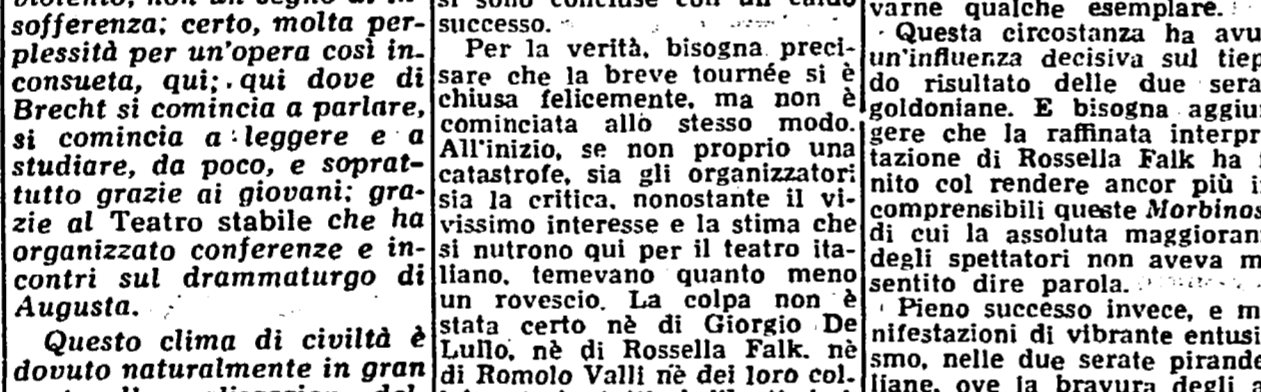 sofferenza; certo, molta per-
plessità per un'opera così in-
consueta, qui; qui dove di
Brecht si comincia a parlare,
si comincia a leggere e a
studiare, da poco, e soprat-
tutto grazie ai giovani; gra-
zie al Teatro stabile che ha
organizzato conferenze e in-
contri sul drammaturgo di
Augusta.
Questo clima di civiltà è
dovuto naturalmente in gran
si sono concluse con un caldo
successo.
Per la verità, bisogna preci-
sare che la breve tournée si è
chiusa felicemente, ma non è
cominciata allo stesso modo.
All'inizio, se non proprio una
catastrofe, sia gli organizzatori
sia la critica, nonostante il vi-
vissimo interesse e la stima che
si nutrono qui per il teatro ita-
liano, temevano quanto meno
un rovescio. La colpa non è
stata certo nè di Giorgio De
Lullo, nè di Rossella Falk, nè
di Romolo Valli nè dei loro col-
varne qualche esemplare.
Questa circostanza ha avu
un'influenza decisiva sul tiep
do risultato delle due sera
goldoniane. E bisogna aggiu
gere che la raffinata interpr
tazione di Rossella Falk ha
nito col rendere ancor più i
comprensibili queste Morbinos
di cui la assoluta maggioran
degli spettatori non aveva m
sentito dire parola.
Pieno successo invece, e m
nifestazioni di vibrante entusi
smo, nelle due serate pirande
liane, ove la bravura degli a